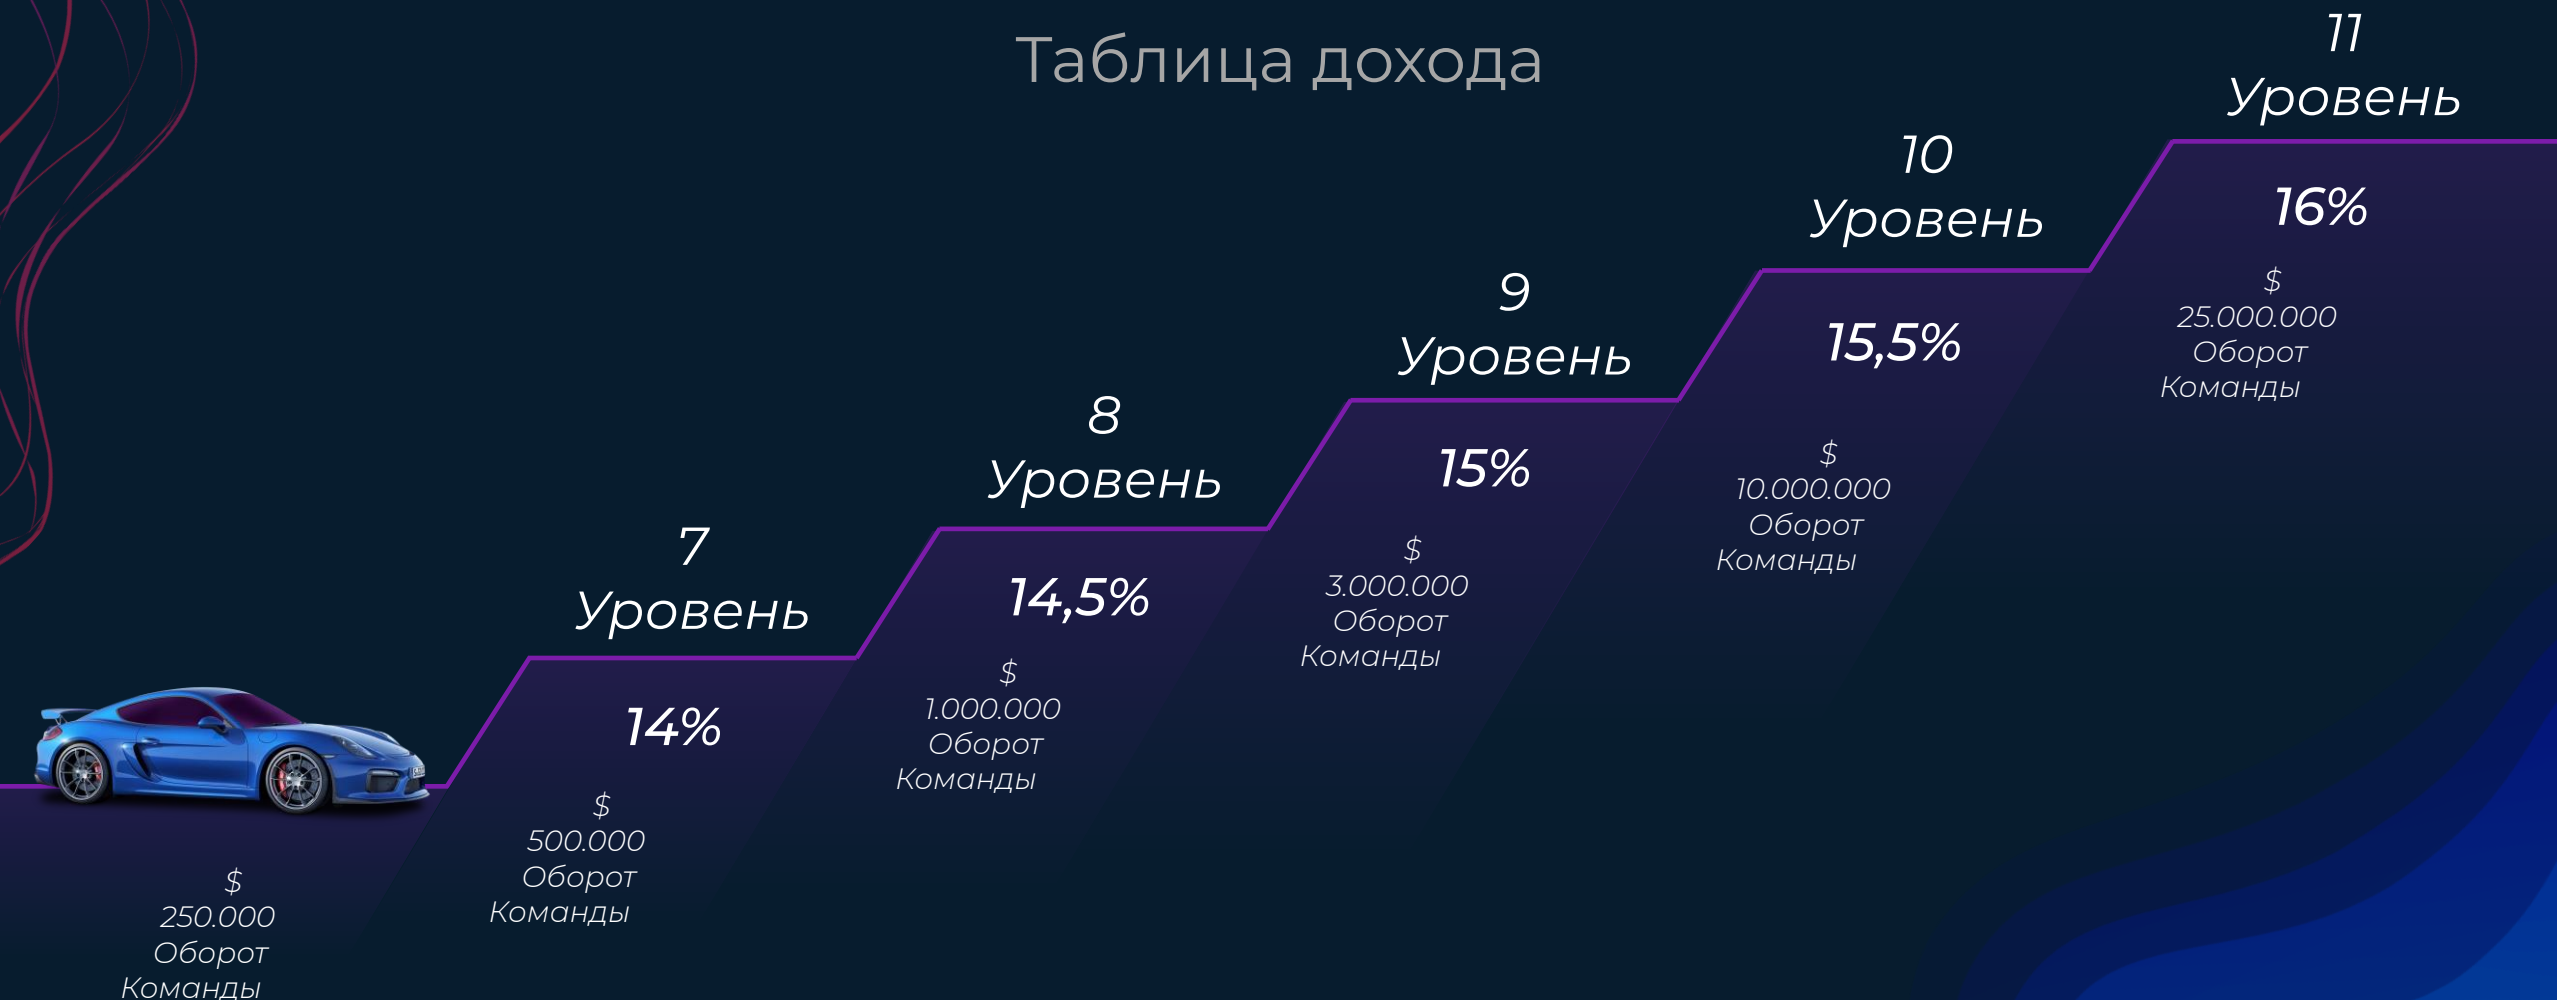 Таблица дохода
$
250.000
Оборот
Команды
7
Уровень
14%
$
500.000
Оборот
Команды
8
Уровень
14,5%
$
1.000.000
Оборот
Команды
9
Уровень
15%
$
3.000.000
Оборот
Команды
10
Уровень
15,5%
$
10.000.000
Оборот
Команды
11
Уровень
16%
$
25.000.000
Оборот
Команды